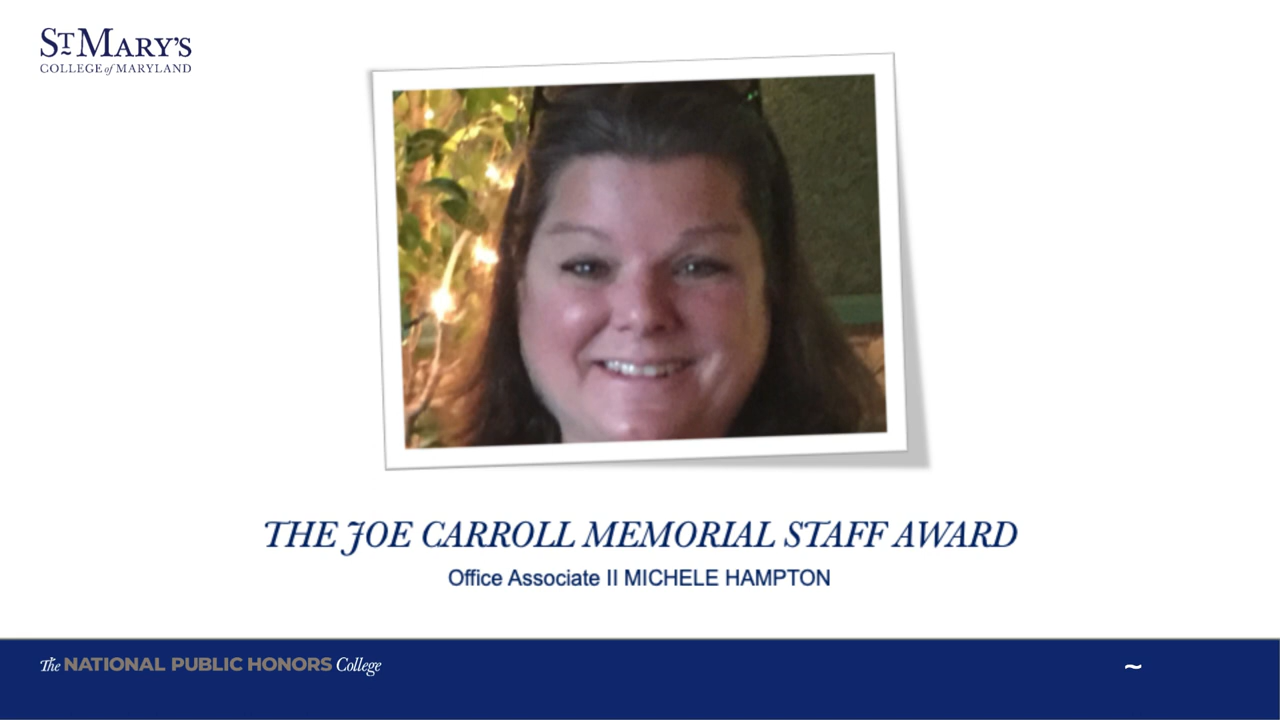 ST MARY'S
COLLEGE of MARYLAND
THE JOE CARROLL MEMORIAL STAFF AWARD
Office Associate II MICHELE HAMPTON
The NATIONAL PUBLIC HONORS College
~